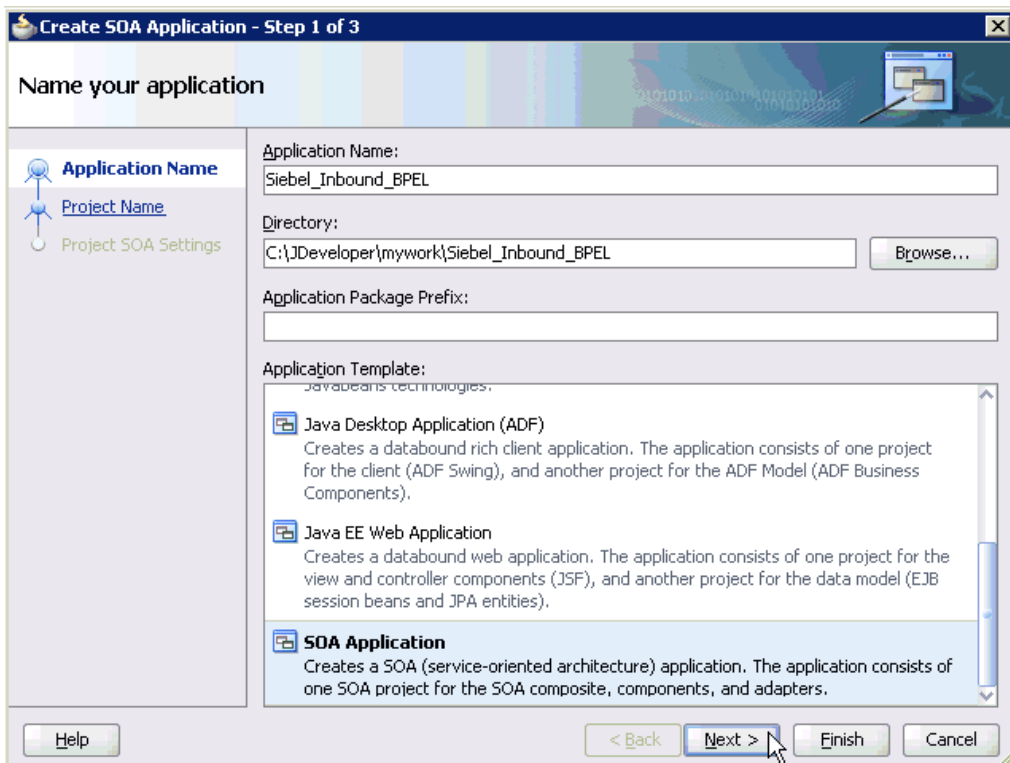 Create SOA Application - Step 1 of 3
Name your application
Application Name
Project Name
Project SOA Settings
Application Name:
Siebel_Inbound_BPEL
Directory:
C:\JDeveloper\mywork\Siebel_Inbound_BPEL
Browse...
Application Package Prefix:
Application Template:
Javabeans technologies.
Java Desktop Application (ADF)
Creates a databound rich client application. The application consists of one project
for the client (ADF Swing), and another project for the ADF Model (ADF Business
Components).
Java EE Web Application
Creates a databound web application. The application consists of one project for the
view and controller components (JSF), and another project for the data model (EJB
session beans and JPA entities).
SOA Application
Creates a SOA (service-oriented architecture) application. The application consists of
one SOA project for the SOA composite, components, and adapters.
Help
< Back
Next >
Finish
Cancel